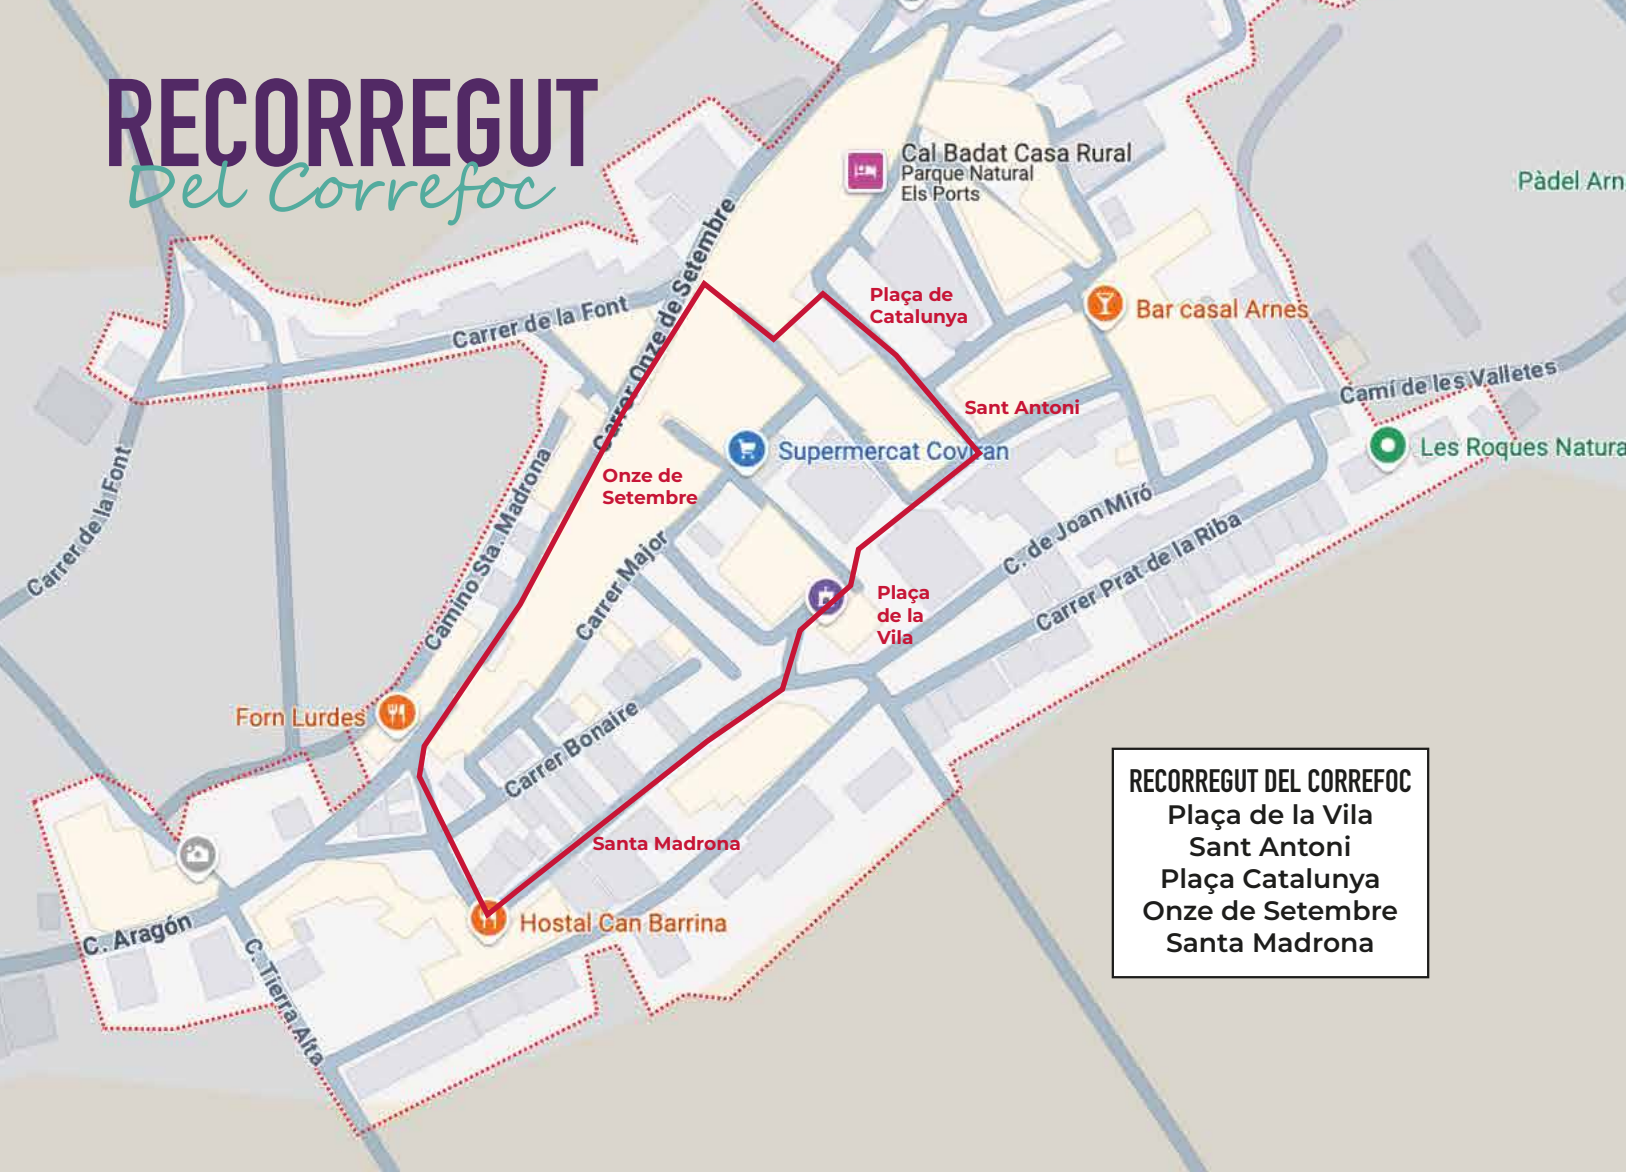 RECORREGUT
Del Correfoc
Cal Badat Casa Rural
Parque Natural
Els Ports
Pàdel Arn
Plaça de
Catalunya
Bar casal Arnes
Carrer de la Font
Carrer Onze de Setembre
Camí de les Valletes
Sant Antoni
Supermercat Coviran
Les Roques Natura
Onze de
Setembre
Camino Sta. Madrona
Carrer de la Font
C. de Joan Miró
Carrer Prat de la Riba
Carrer Major
Plaça
de la
Vila
Forn Lurdes
Carrer Bonaire
Santa Madrona
Hostal Can Barrina
C. Aragón
C. Tierra Alta
RECORREGUT DEL CORREFOC
Plaça de la Vila
Sant Antoni
Plaça Catalunya
Onze de Setembre
Santa Madrona